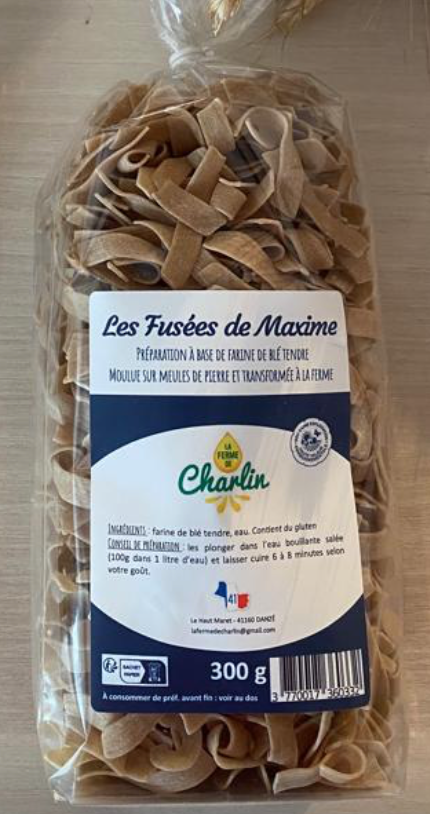 Les Fusées de Maxime
PRÉPARATION À BASE DE FARINE DE BLÉ TENDRE
MOULUE SUR MEULES DE PIERRE ET TRANSFORMÉE À LA FERME
LA
FERME
DE
Charlin
INGRÉDIENTS : farine de blé tendre, eau. Contient du gluten
CONSEIL DE PRÉPARATION : les plonger dans l'eau bouillante salée
(100g dans 1 litre d'eau) et laisser cuire 6 à 8 minutes selon
votre goût.
41
Le Haut Maret - 41160 DANZÉ
lafermedecharlin@gmail.com
SACHET
PAPIER
300 g
À consommer de préf. avant fin : voir au dos
3 770017 360332